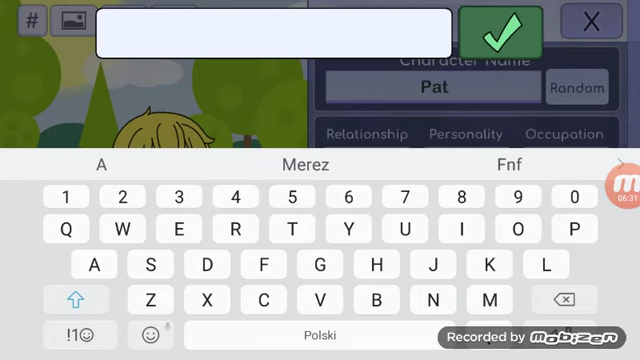 #
X
Character Name
Pat
Random
Relationship Personality Occupation
A Merez Fnf
06:31
1 2 3 4 5 6 7 8 9 0
Q W E R T Y U I O P
A S D F G H J K L
Z X C V B N M
!1☺
Polski
Recorded by mobizen